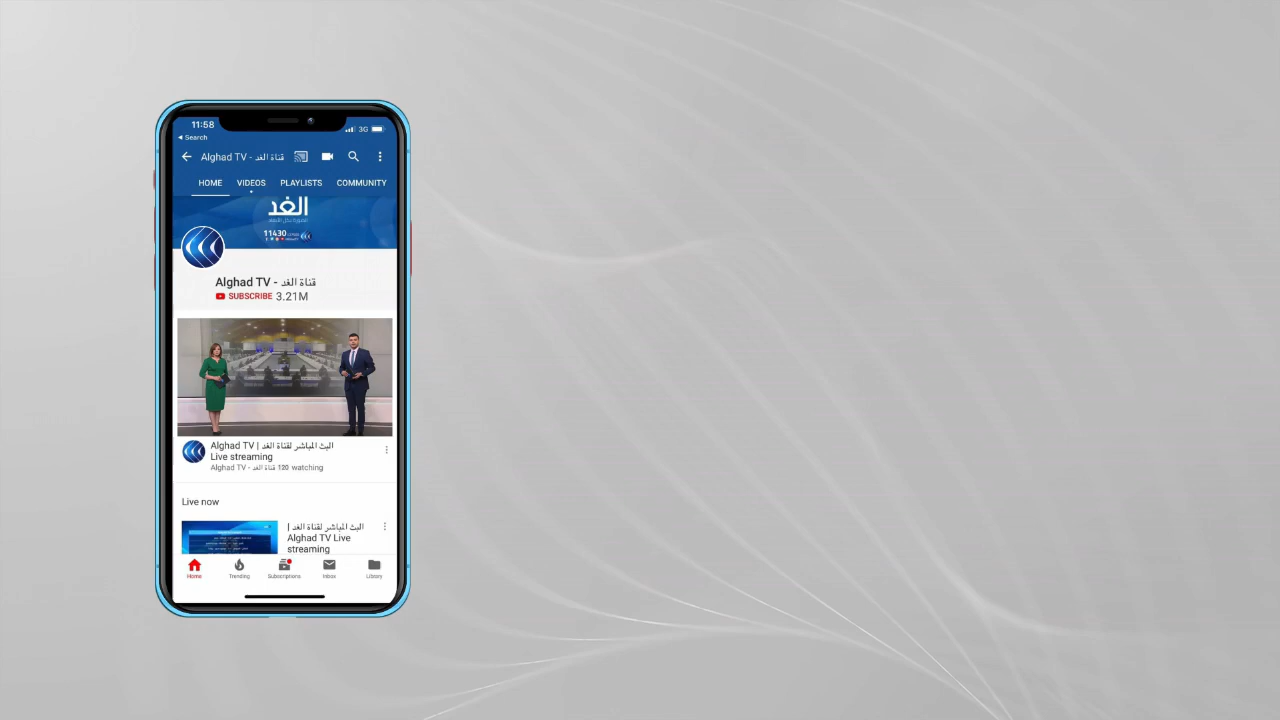 11:58
3G
Search
Alghad TV - قناة الغد
HOME VIDEOS PLAYLISTS COMMUNITY
الغد
11430
Alghad TV - قناة الغد
SUBSCRIBE 3.21M
Alghad TV | البث المباشر لقناة الغد
Live streaming
Alghad TV - قناة الغد 120 watching
Live now
البث المباشر لقناة الغد |
Alghad TV Live
streaming
Home Trending Subscriptions Inbox Library